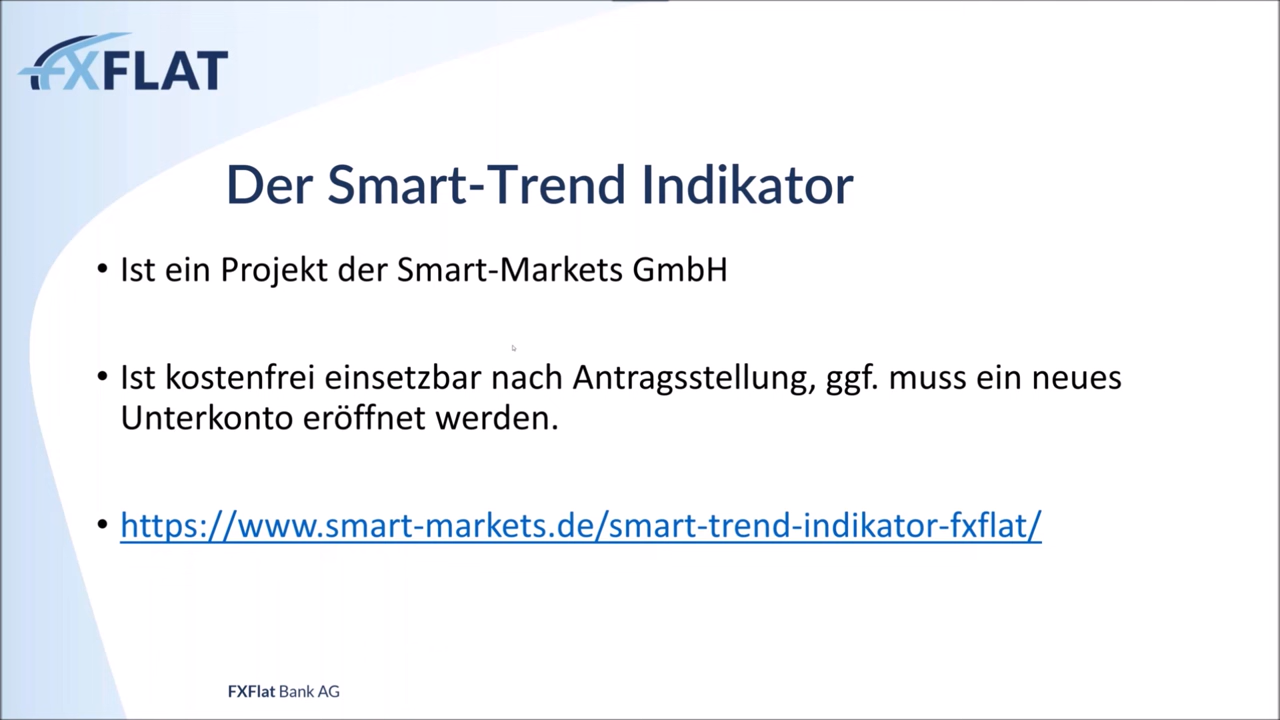 FXFLAT
Der Smart-Trend Indikator
• Ist ein Projekt der Smart-Markets GmbH
• Ist kostenfrei einsetzbar nach Antragsstellung, ggf. muss ein neues
Unterkonto eröffnet werden.
• https://www.smart-markets.de/smart-trend-indikator-fxflat/
FXFlat Bank AG